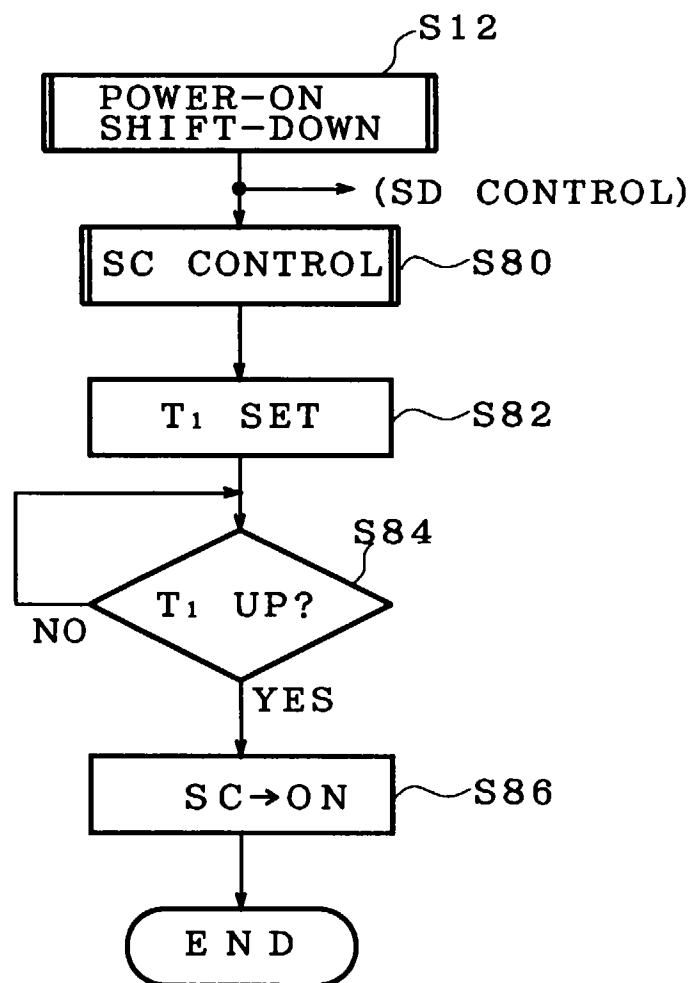 S12
POWER-ON
SHIFT-DOWN
(SD CONTROL)
SC CONTROL
S80
T₁ SET
S82
S84
T₁ UP?
NO
YES
SC→ON
S86
END